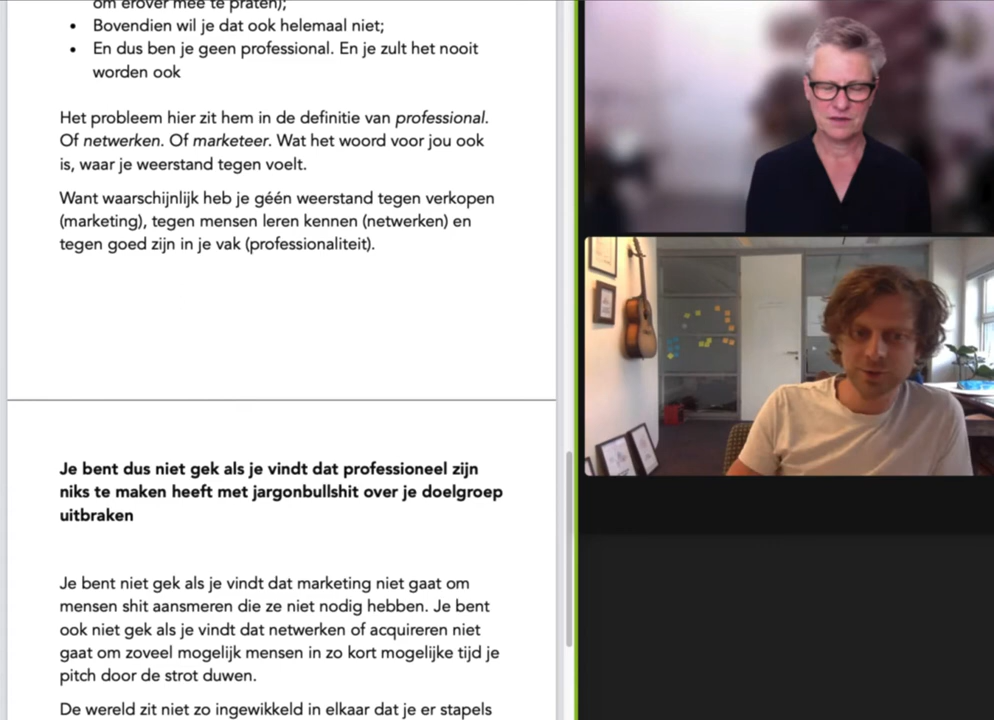 om erover mee te praten);
• Bovendien wil je dat ook helemaal niet;
• En dus ben je geen professional. En je zult het nooit
worden ook
Het probleem hier zit hem in de definitie van professional.
Of netwerken. Of marketeer. Wat het woord voor jou ook
is, waar je weerstand tegen voelt.
Want waarschijnlijk heb je géén weerstand tegen verkopen
(marketing), tegen mensen leren kennen (netwerken) en
tegen goed zijn in je vak (professionaliteit).
Je bent dus niet gek als je vindt dat professioneel zijn
niks te maken heeft met jargonbullshit over je doelgroep
uitbraken
Je bent niet gek als je vindt dat marketing niet gaat om
mensen shit aansmeren die ze niet nodig hebben. Je bent
ook niet gek als je vindt dat netwerken of acquireren niet
gaat om zoveel mogelijk mensen in zo kort mogelijke tijd je
pitch door de strot duwen.
De wereld zit niet zo ingewikkeld in elkaar dat je er stapels